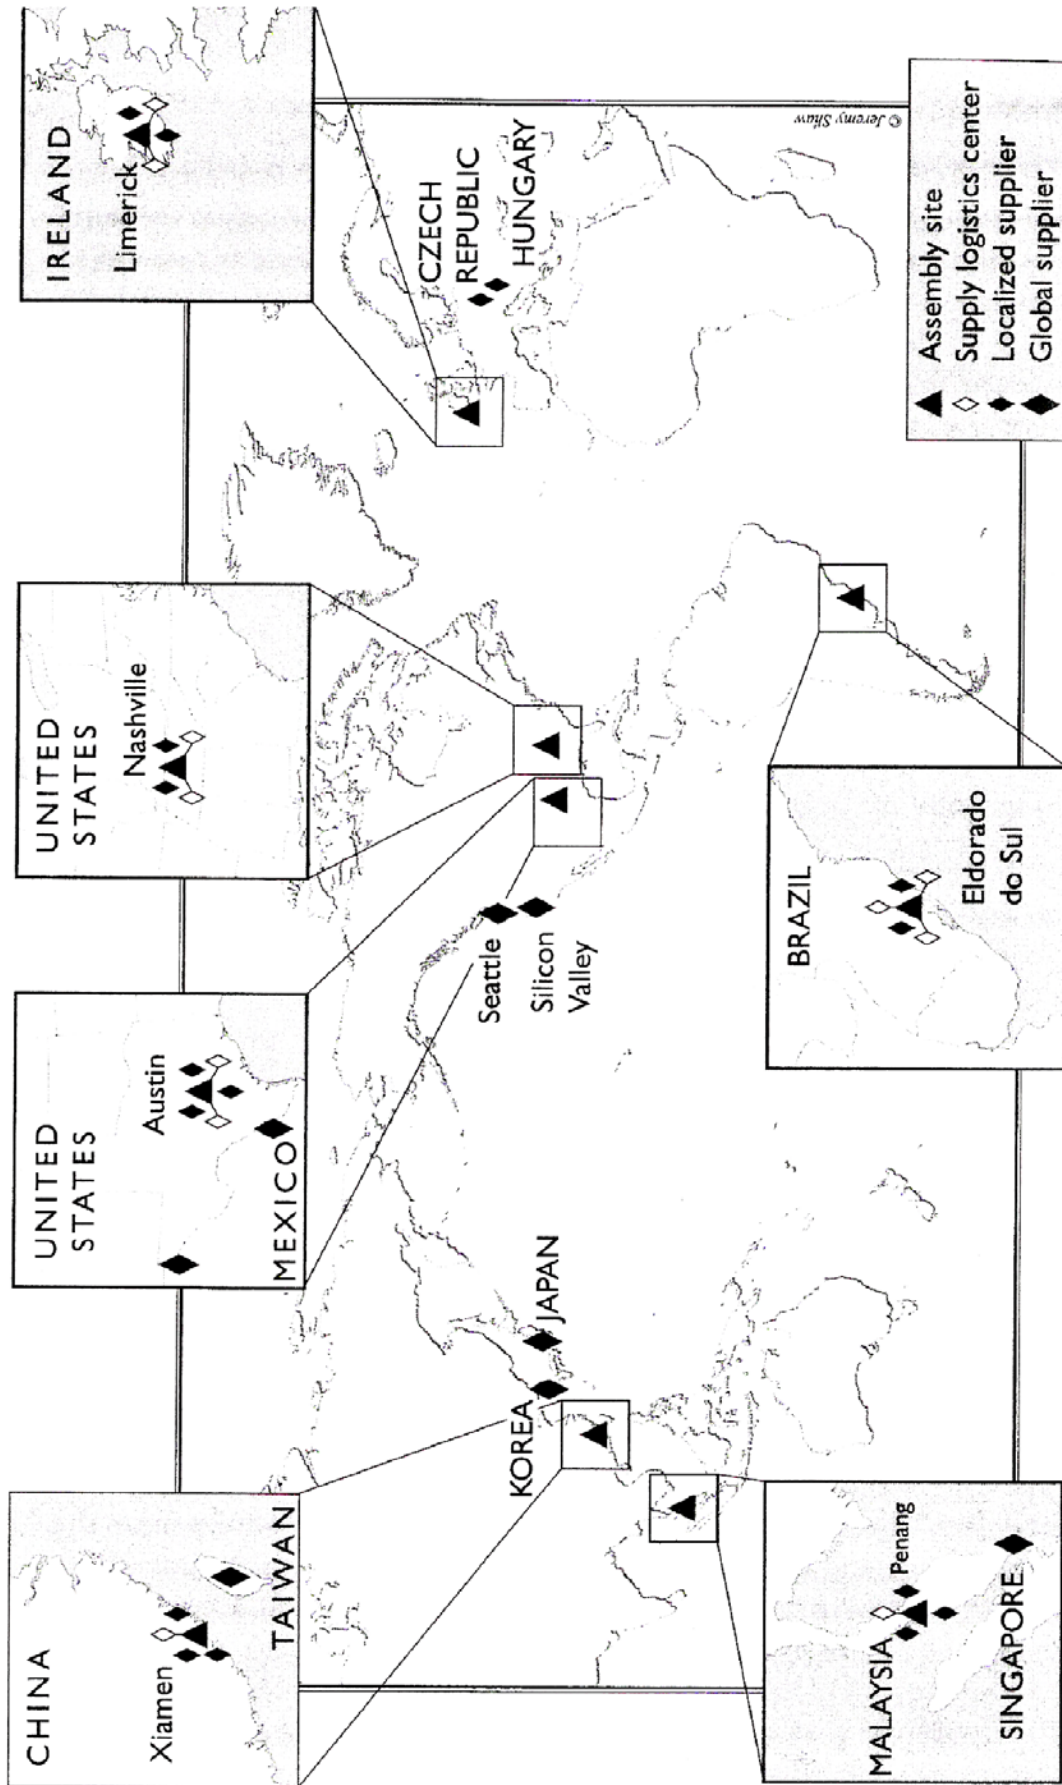 CHINA
Xiamen
TAIWAN
UNITED
STATES
Austin
MEXICO
UNITED
STATES
Nashville
IRELAND
Limerick
KOREA
JAPAN
Seattle
Silicon
Valley
CZECH
REPUBLIC
HUNGARY
© Jeremy Shaw
MALAYSIA
Penang
SINGAPORE
BRAZIL
Eldorado
do Sul
Assembly site
Supply logistics center
Localized supplier
Global supplier